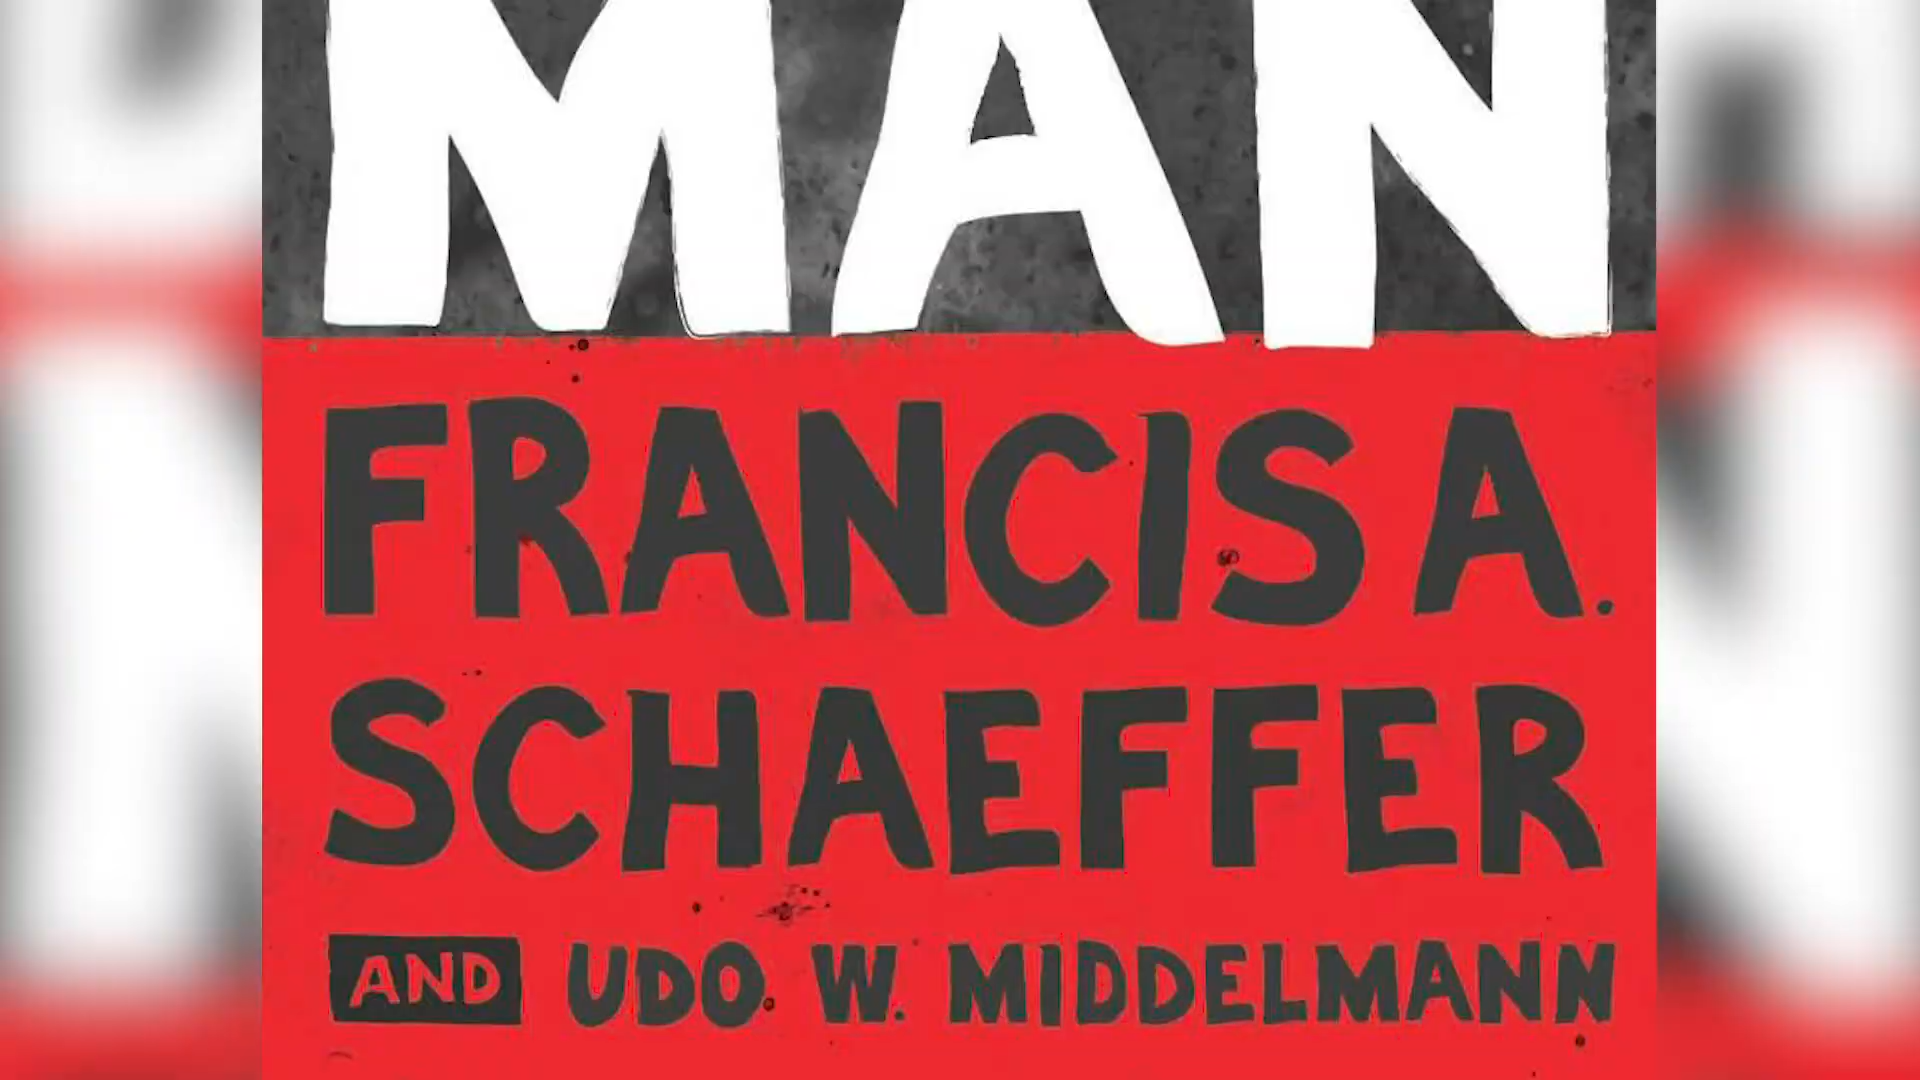 MAN
FRANCIS A.
SCHAEFFER
AND UDO W. MIDDELMANN